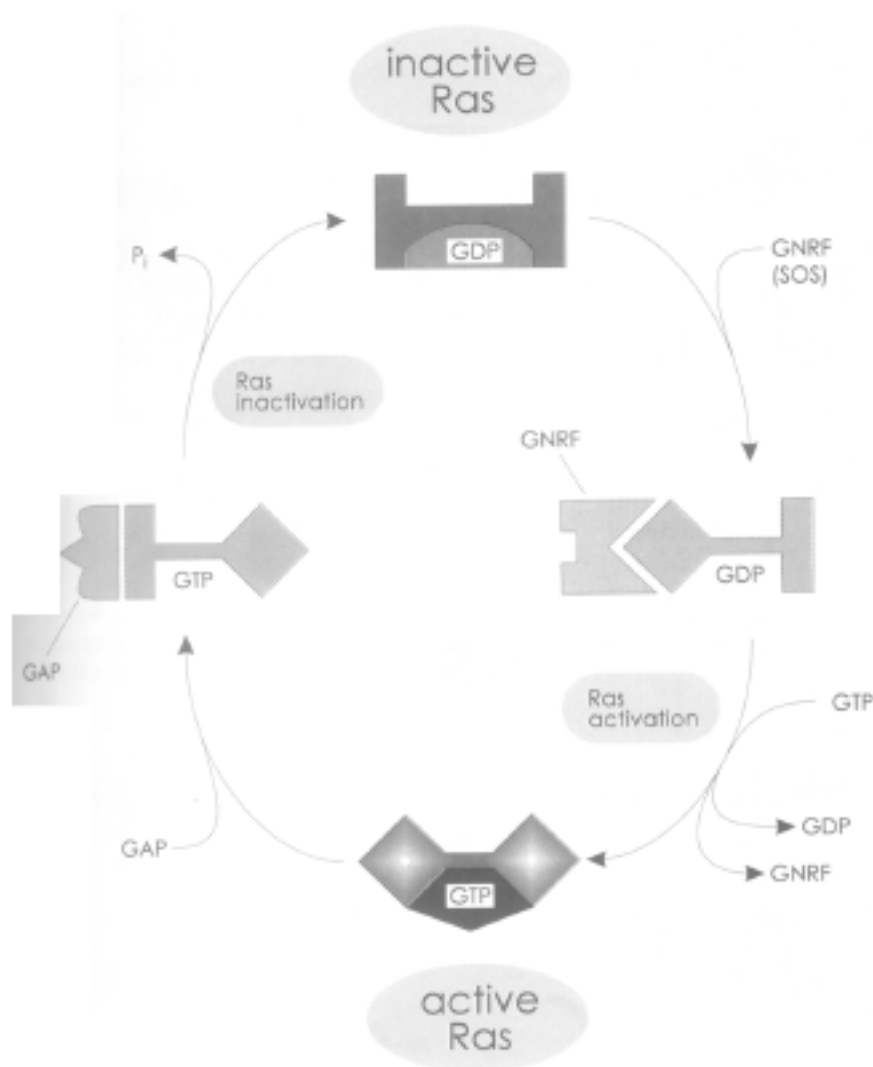 inactive
Ras
GDP
Pi
GNRF
(SOS)
Ras
inactivation
GNRF
GTP
GDP
GAP
Ras
activation
GTP
GDP
GNRF
GAP
GTP
active
Ras